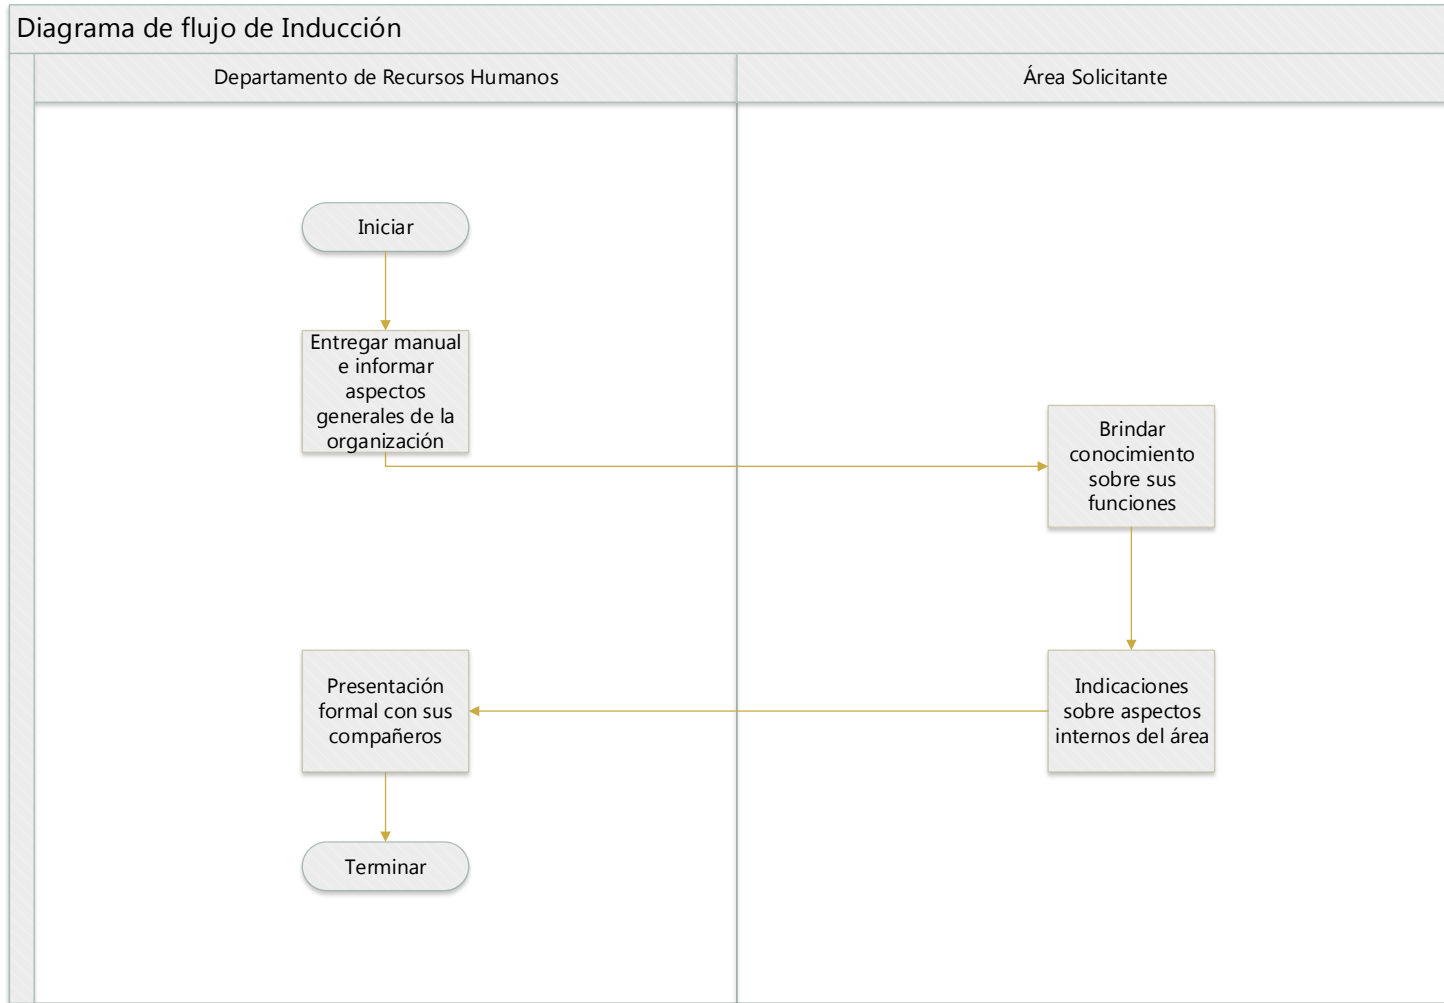 Diagrama de flujo de Inducción
Departamento de Recursos Humanos
Área Solicitante
Iniciar
Entregar manual
e informar
aspectos
generales de la
organización
Brindar
conocimiento
sobre sus
funciones
Indicaciones
sobre aspectos
internos del área
Presentación
formal con sus
compañeros
Terminar